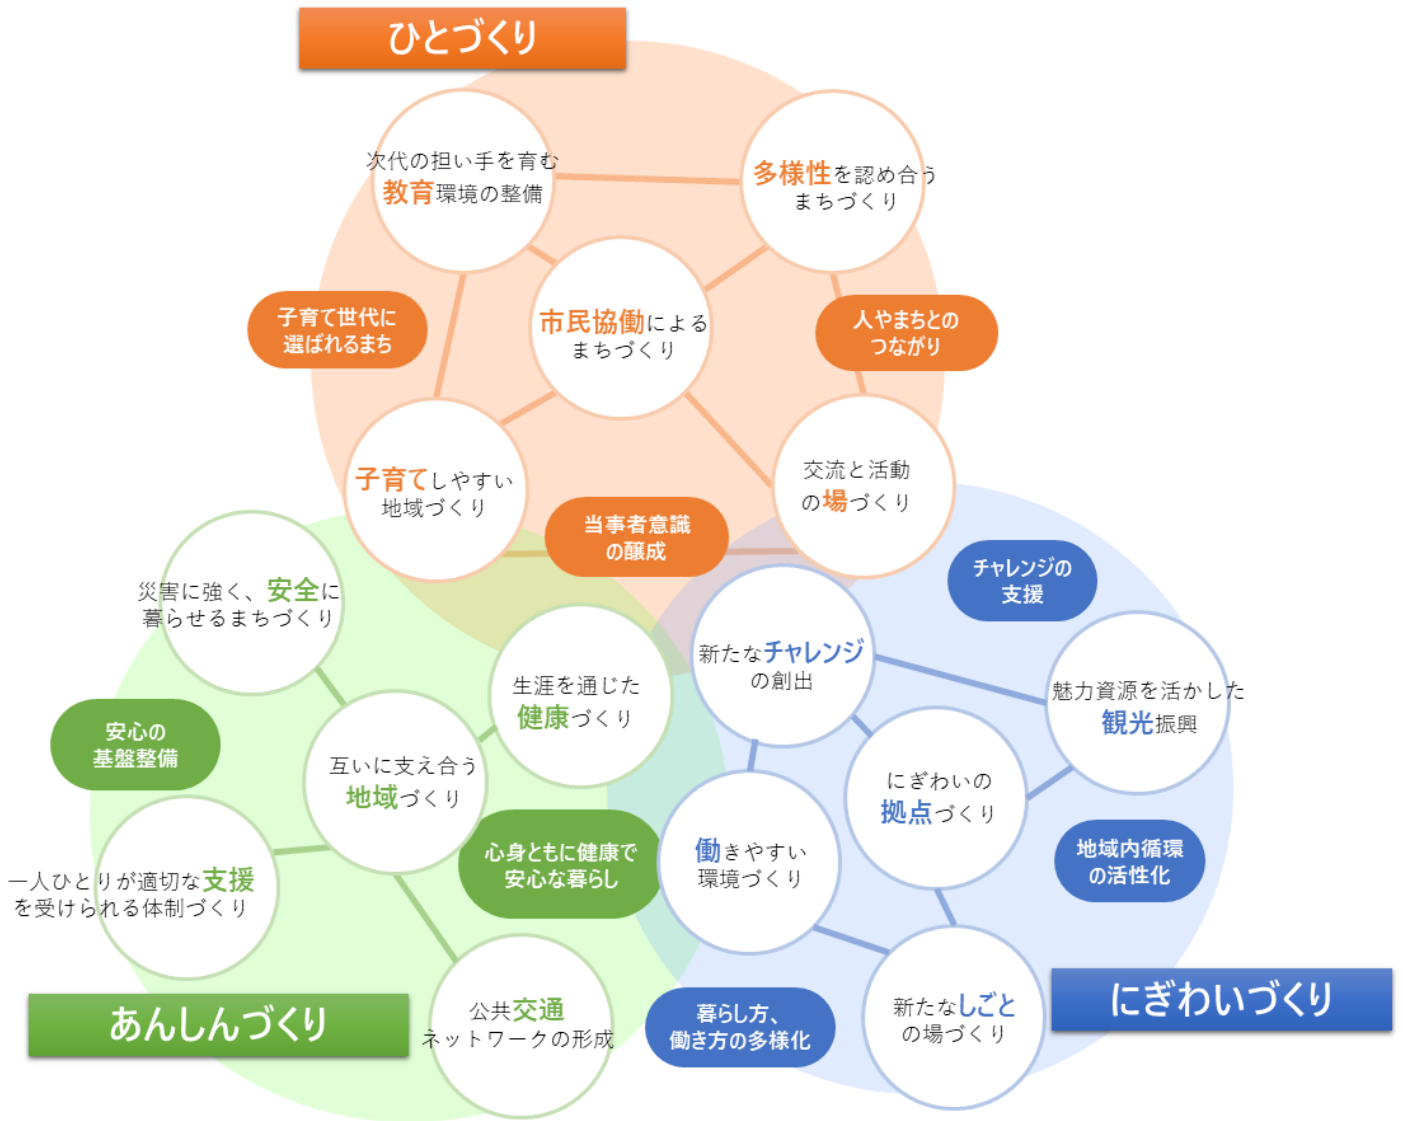 ひとづくり
次代の担い手を育む
教育環境の整備
多様性を認め合う
まちづくり
子育て世代に
選ばれるまち
市民協働による
まちづくり
人やまちとの
つながり
子育てしやすい
地域づくり
交流と活動
の場づくり
当事者意識
の醸成
災害に強く、安全に
暮らせるまちづくり
生涯を通じた
健康づくり
安心の
基盤整備
互いに支え合う
地域づくり
心身ともに健康で
安心な暮らし
一人ひとりが適切な支援
を受けられる体制づくり
公共交通
ネットワークの形成
あんしんづくり
チャレンジの
支援
新たなチャレンジ
の創出
魅力資源を活かした
観光振興
にぎわいの
拠点づくり
働きやすい
環境づくり
地域内循環
の活性化
暮らし方、
働き方の多様化
新たなしごと
の場づくり
にぎわいづくり